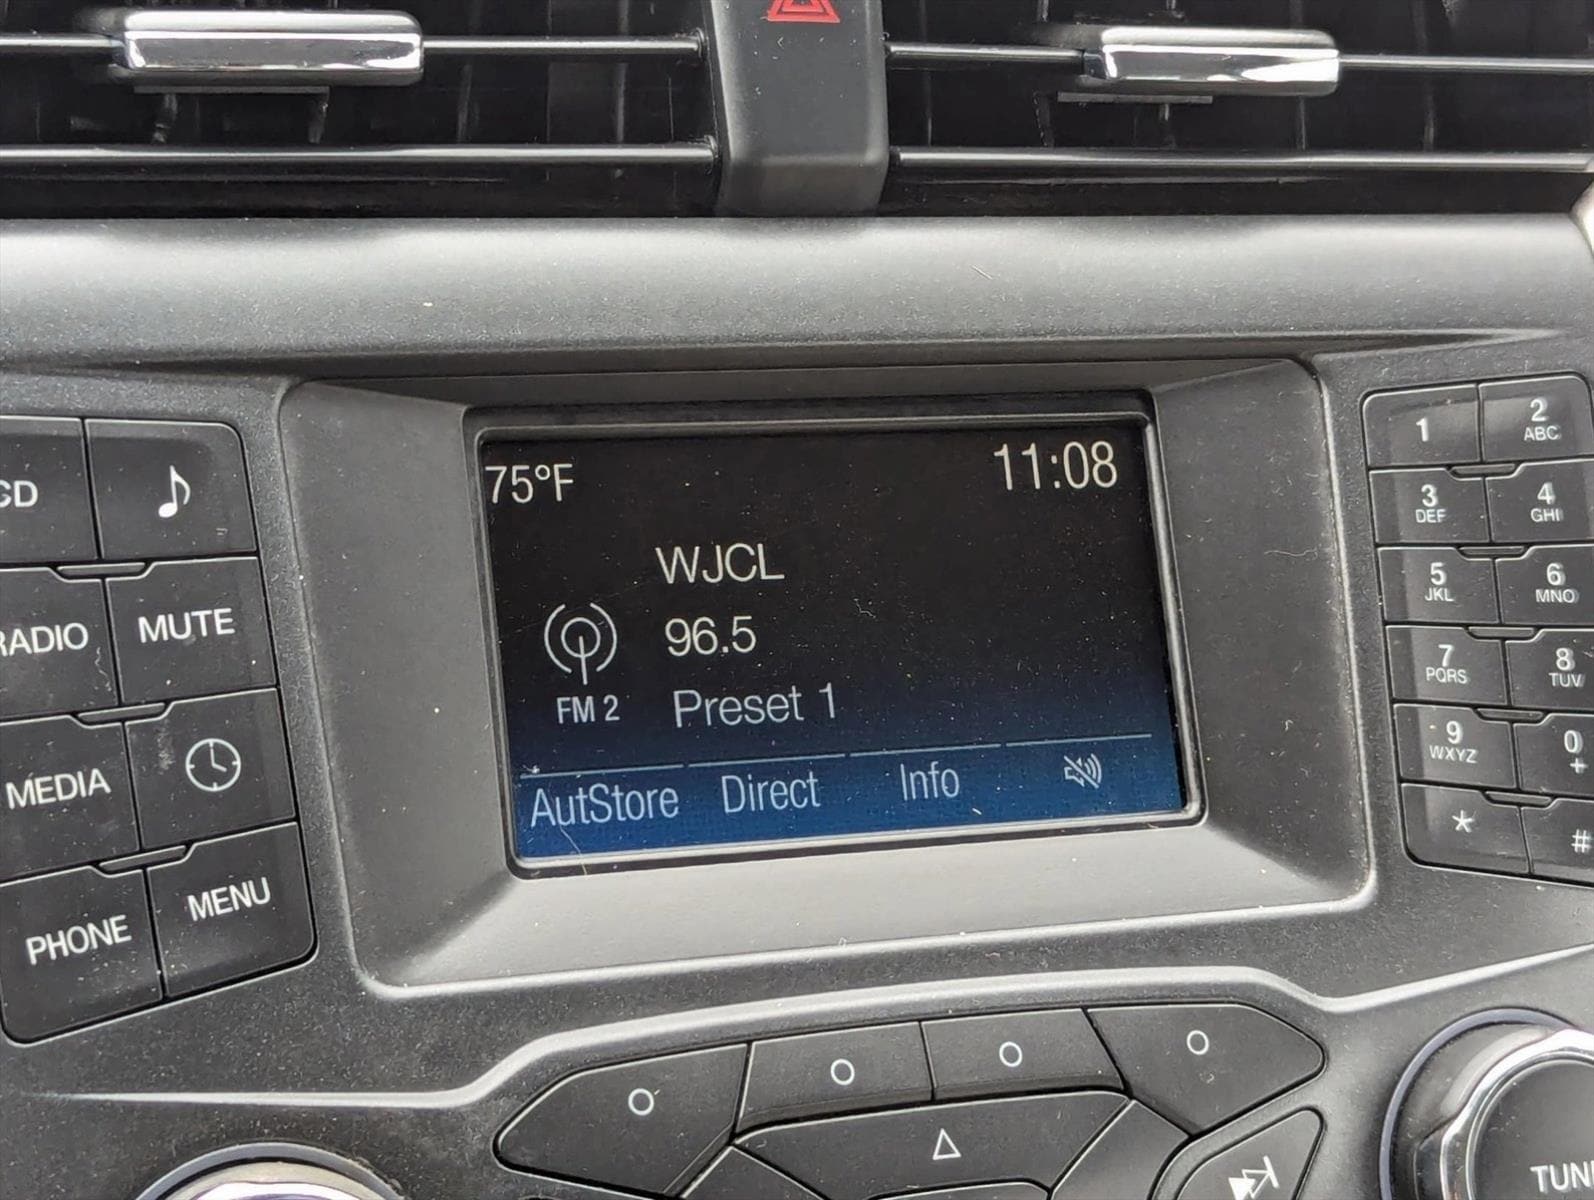 75°F 11:08
WJCL
96.5
FM 2 Preset 1
AutStore Direct Info
CD
RADIO MUTE
MEDIA
PHONE MENU
1 2 ABC
3 DEF 4 GHI
5 JKL 6 MNO
7 PQRS 8 TUV
9 WXYZ 0 +
* #
TUN